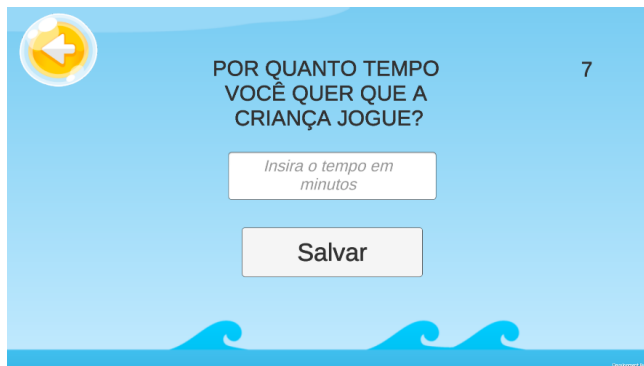 POR QUANTO TEMPO
VOCÊ QUER QUE A
CRIANÇA JOGUE?
7
Insira o tempo em
minutos
Salvar